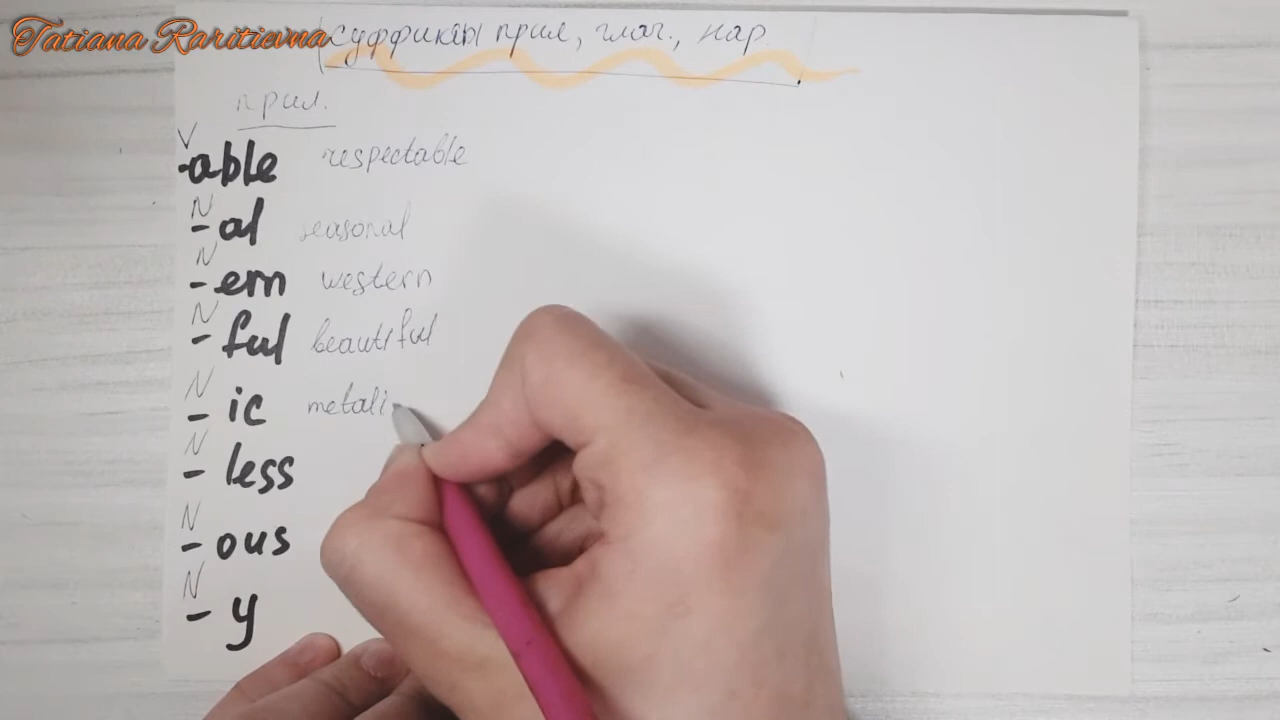 Tatiana Raritievna
суффиксы прил, глаг., нар.
прил.
V
-able respectable
N
-al seasonal
N
-ern western
N
-ful beautiful
N
-ic metali
N
-less
N
-ous
N
-y